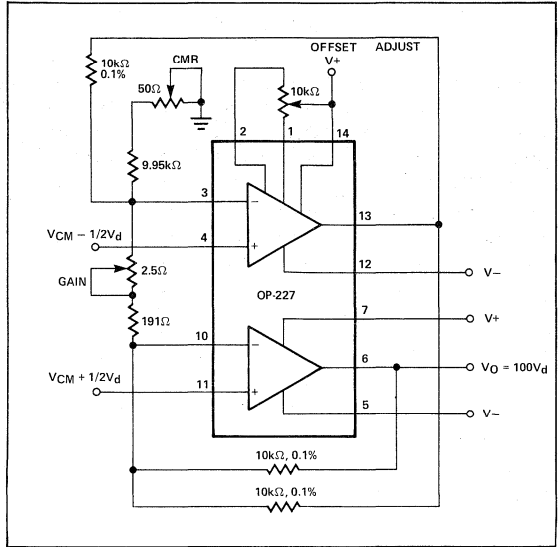 OFFSET ADJUST
V+
CMR
10kΩ
0.1%
50Ω
10kΩ
2
1
14
9.95kΩ
3
−
13
VCM − 1/2Vd
4
+
12
V−
GAIN
2.5Ω
OP-227
7
V+
191Ω
10
−
6
VO = 100Vd
VCM + 1/2Vd
11
+
5
V−
10kΩ, 0.1%
10kΩ, 0.1%